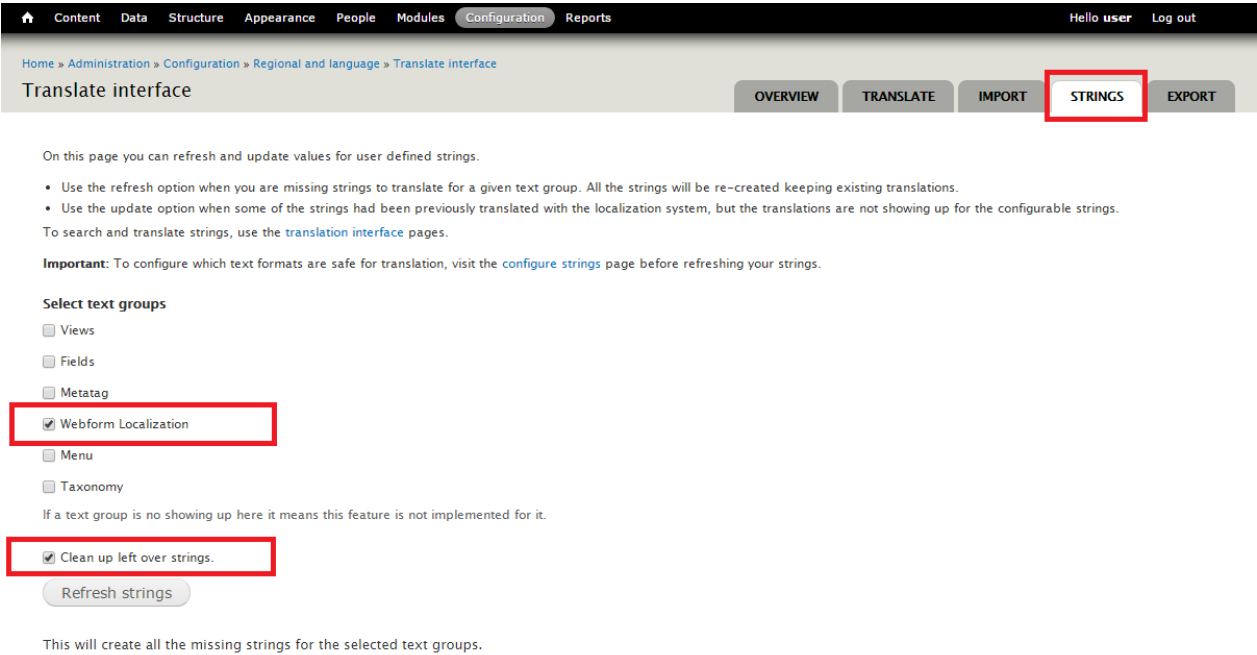 Content Data Structure Appearance People Modules Configuration Reports Hello user Log out
Home » Administration » Configuration » Regional and language » Translate interface
Translate interface
OVERVIEW TRANSLATE IMPORT STRINGS EXPORT
On this page you can refresh and update values for user defined strings.
• Use the refresh option when you are missing strings to translate for a given text group. All the strings will be re-created keeping existing translations.
• Use the update option when some of the strings had been previously translated with the localization system, but the translations are not showing up for the configurable strings.
To search and translate strings, use the translation interface pages.
Important: To configure which text formats are safe for translation, visit the configure strings page before refreshing your strings.
Select text groups
Views
Fields
Metatag
Webform Localization
Menu
Taxonomy
If a text group is no showing up here it means this feature is not implemented for it.
Clean up left over strings.
Refresh strings
This will create all the missing strings for the selected text groups.